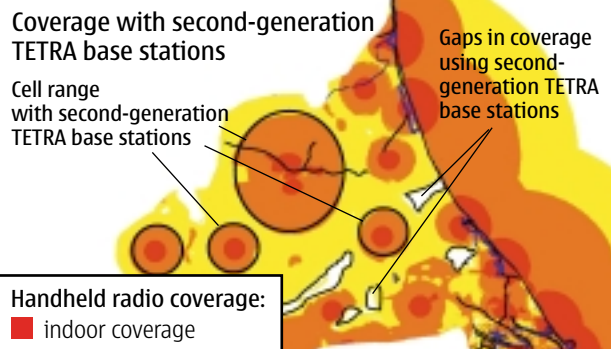 Coverage with second-generation
TETRA base stations
Cell range
with second-generation
TETRA base stations
Gaps in coverage
using second-
generation TETRA
base stations
Handheld radio coverage:
indoor coverage